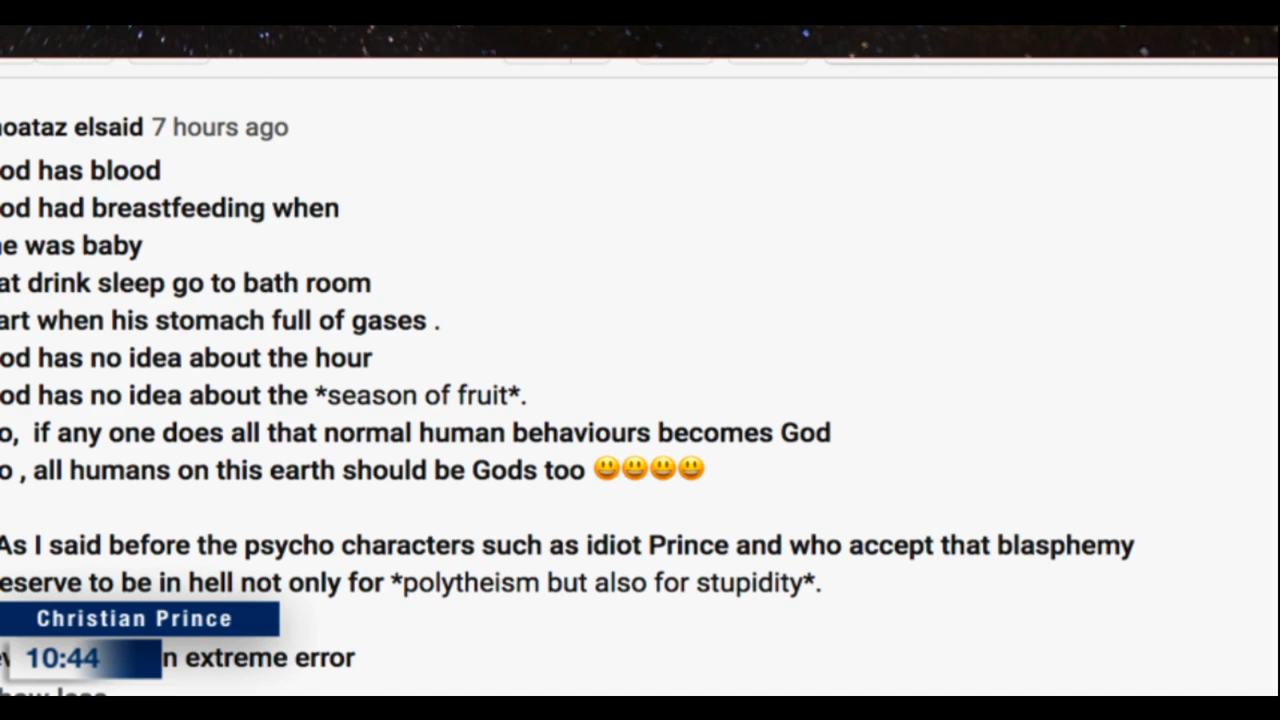 oataz elsaid 7 hours ago
od has blood
od had breastfeeding when
e was baby
at drink sleep go to bath room
art when his stomach full of gases .
od has no idea about the hour
od has no idea about the *season of fruit*.
o, if any one does all that normal human behaviours becomes God
o , all humans on this earth should be Gods too 😃😃😃😃
As I said before the psycho characters such as idiot Prince and who accept that blasphemy
eserve to be in hell not only for *polytheism but also for stupidity*.
Christian Prince
10:44
n extreme error